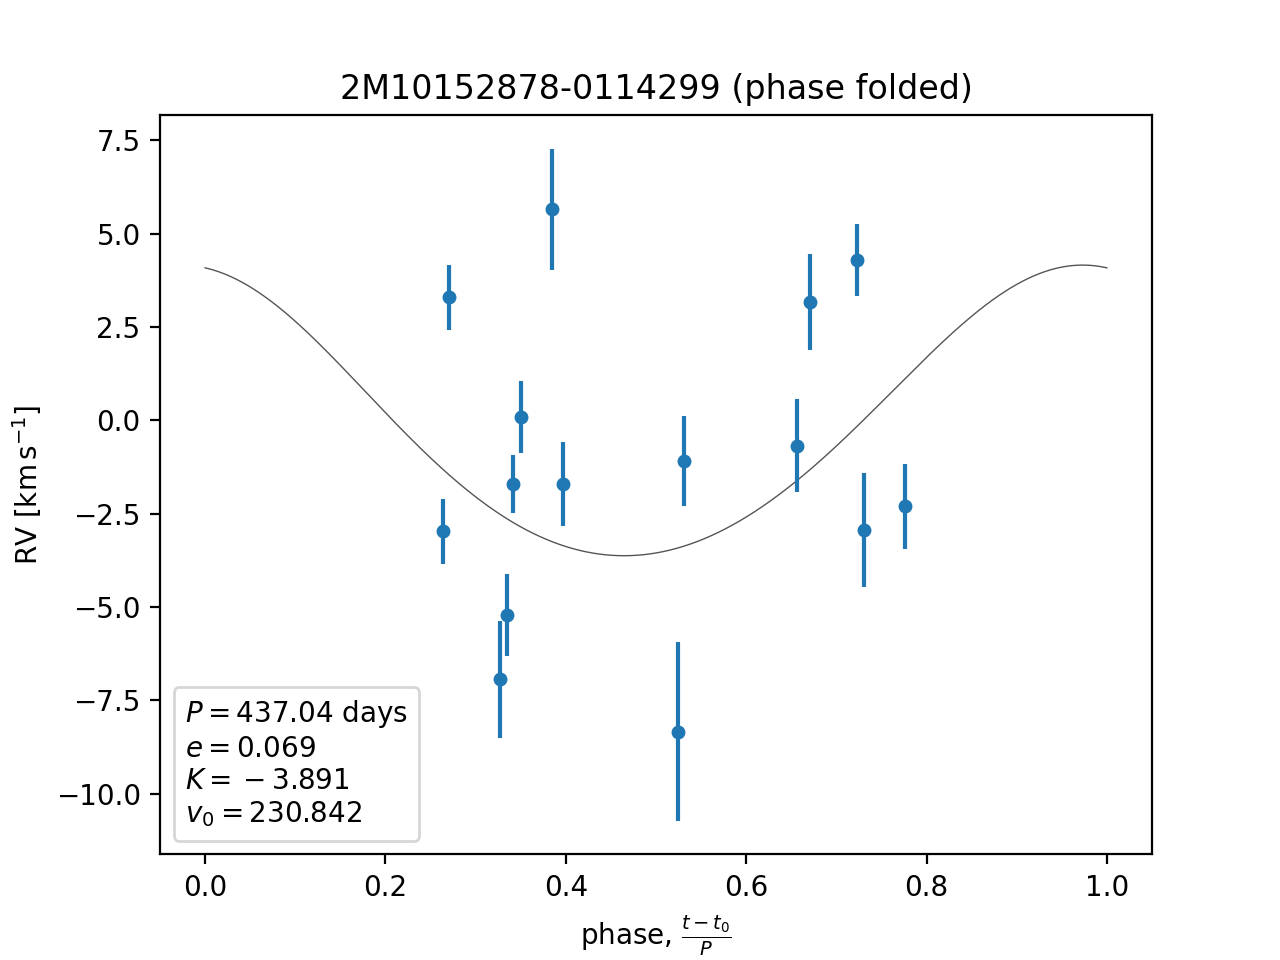 2M10152878-0114299 (phase folded)
7.5
5.0
2.5
0.0
−2.5
−5.0
−7.5
−10.0
RV [km s⁻¹]
P = 437.04 days
e = 0.069
K = −3.891
v₀ = 230.842
0.0 0.2 0.4 0.6 0.8 1.0
phase, (t − t₀)/P